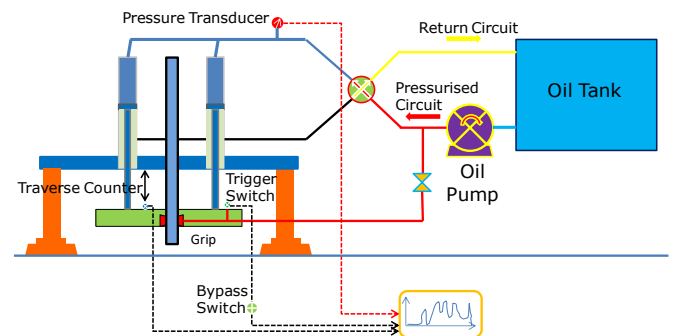 Pressure Transducer
Return Circuit
Pressurised
Circuit
Oil Tank
Oil
Pump
Traverse Counter
Trigger
Switch
Grip
Bypass
Switch